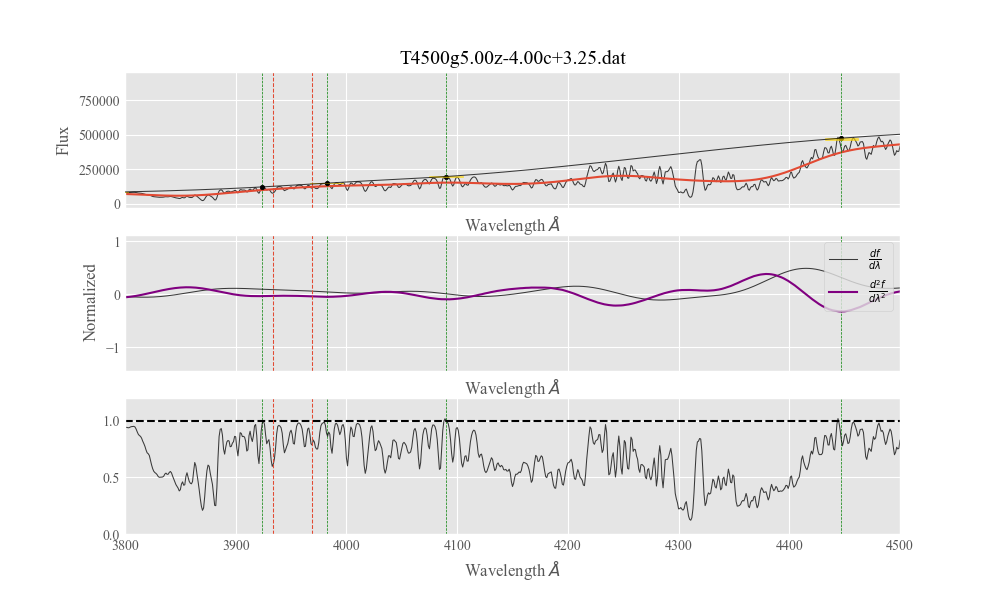 T4500g5.00z-4.00c+3.25.dat
750000
500000
250000
0
Flux
Wavelength Å
1
0
−1
Normalized
df/dλ
d²f/dλ²
Wavelength Å
1.0
0.5
0.0
3800 3900 4000 4100 4200 4300 4400 4500
Wavelength Å